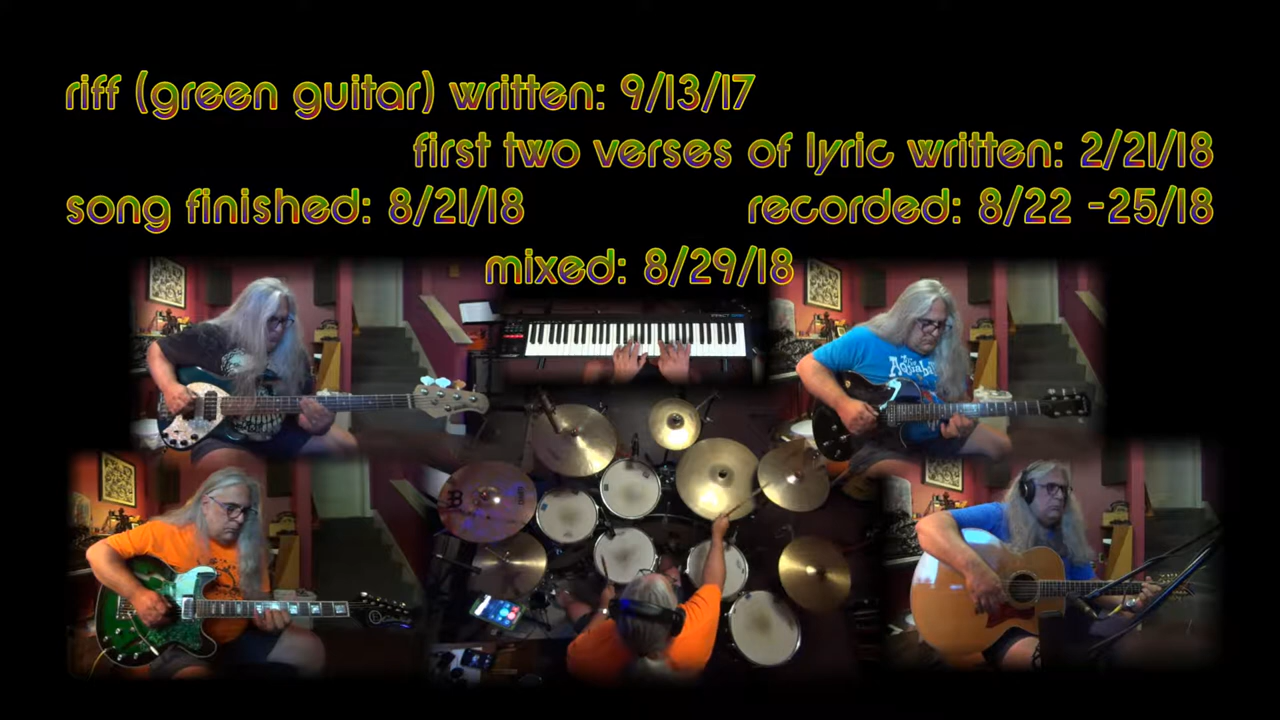 riff (green guitar) written: 9/13/17
first two verses of lyric written: 2/21/18
song finished: 8/21/18 recorded: 8/22 -25/18
mixed: 8/29/18